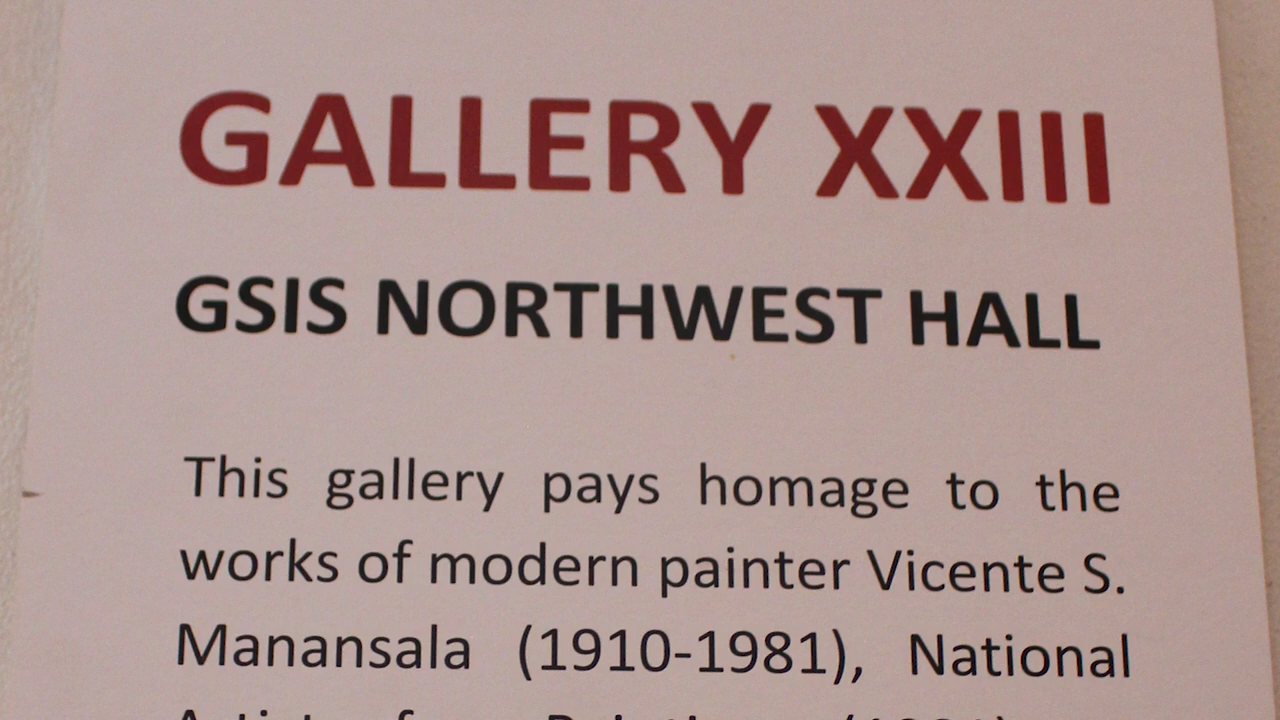 GALLERY XXIII
GSIS NORTHWEST HALL
This gallery pays homage to the
works of modern painter Vicente S.
Manansala (1910-1981), National